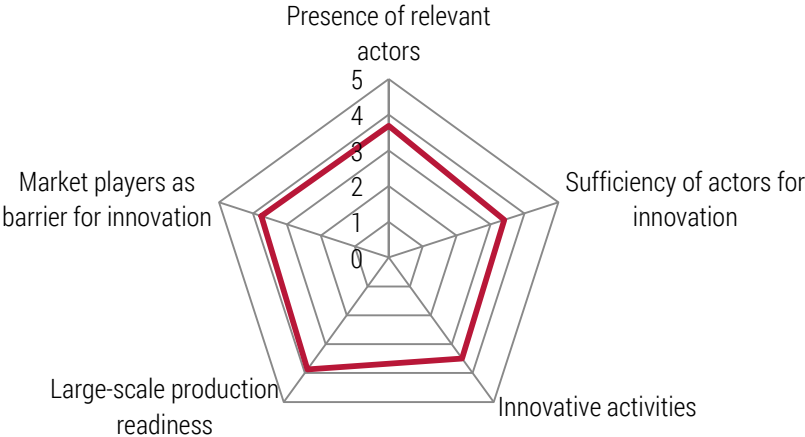 Presence of relevant
actors
5
4
3
2
1
0
Market players as
barrier for innovation
Sufficiency of actors for
innovation
Large-scale production
readiness
Innovative activities